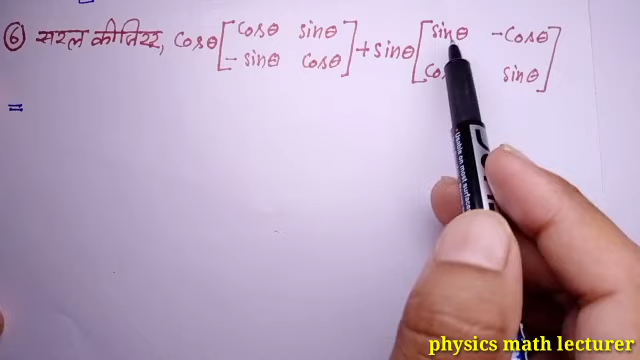 ⑥ सरल कीजिए, cosθ [ cosθ sinθ ] + sinθ [ sinθ -cosθ ]
[ -sinθ cosθ ] [ sinθ ]
=
physics math lecturer